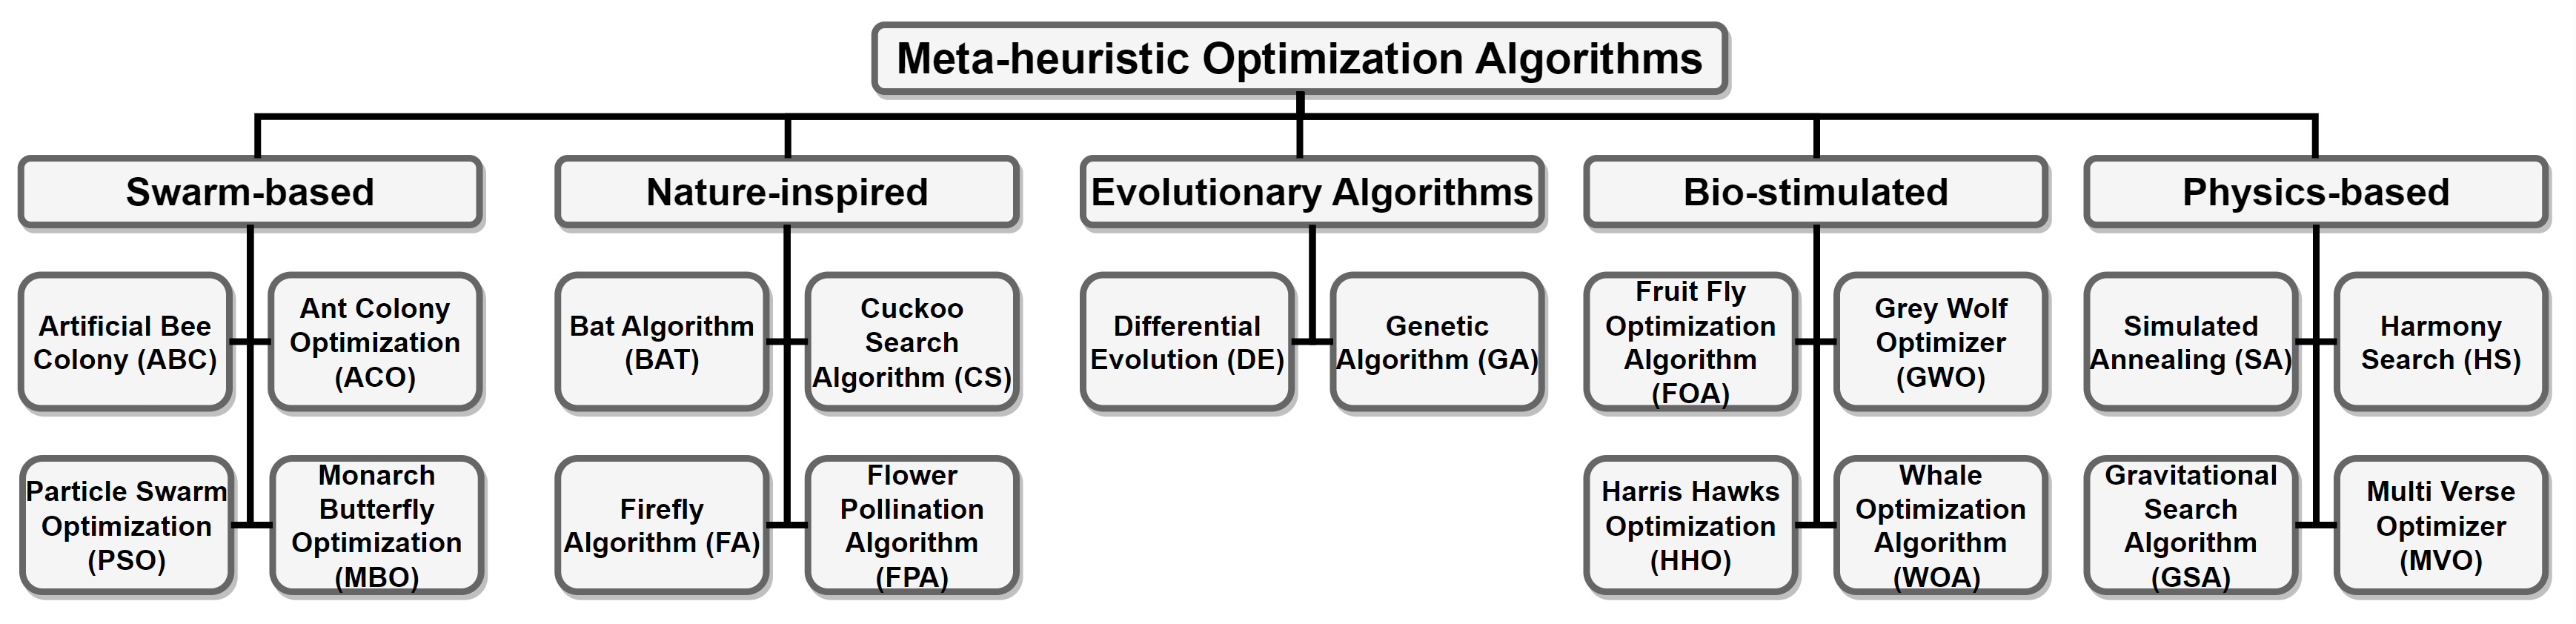 Meta-heuristic Optimization Algorithms
Swarm-based
Nature-inspired
Evolutionary Algorithms
Bio-stimulated
Physics-based
Artificial Bee
Colony (ABC)
Ant Colony
Optimization
(ACO)
Bat Algorithm
(BAT)
Cuckoo
Search
Algorithm (CS)
Differential
Evolution (DE)
Genetic
Algorithm (GA)
Fruit Fly
Optimization
Algorithm
(FOA)
Grey Wolf
Optimizer
(GWO)
Simulated
Annealing (SA)
Harmony
Search (HS)
Particle Swarm
Optimization
(PSO)
Monarch
Butterfly
Optimization
(MBO)
Firefly
Algorithm (FA)
Flower
Pollination
Algorithm
(FPA)
Harris Hawks
Optimization
(HHO)
Whale
Optimization
Algorithm
(WOA)
Gravitational
Search
Algorithm
(GSA)
Multi Verse
Optimizer
(MVO)